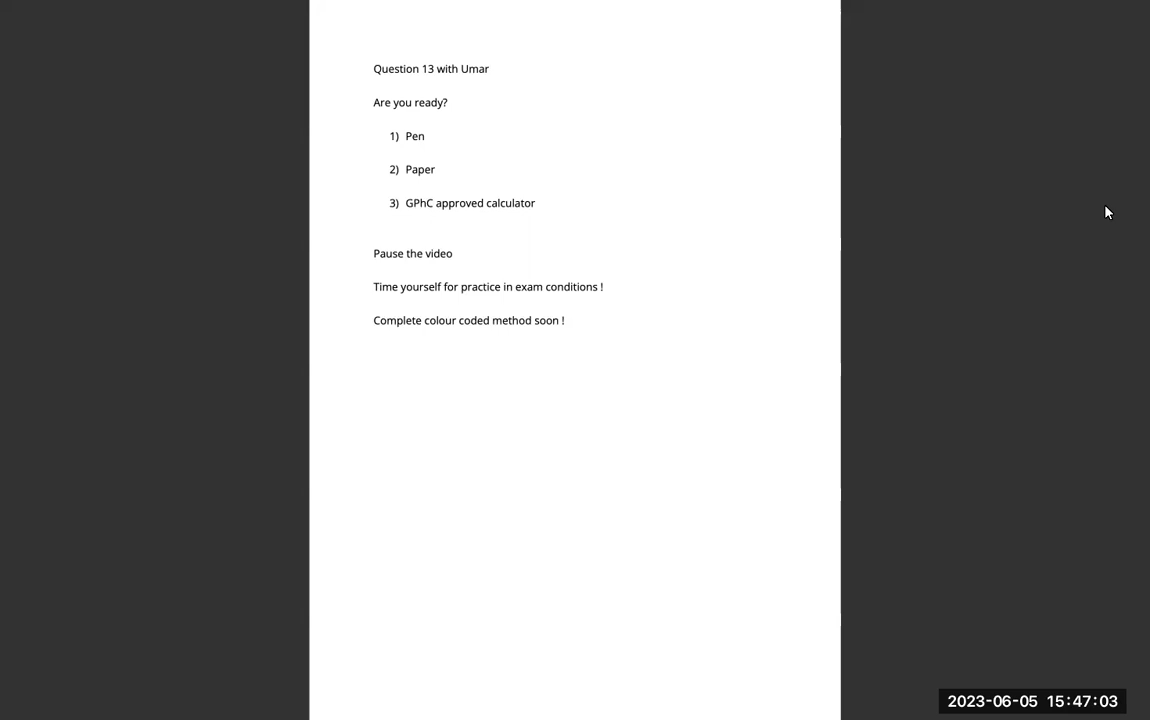 Question 13 with Umar
Are you ready?
1) Pen
2) Paper
3) GPhC approved calculator
Pause the video
Time yourself for practice in exam conditions !
Complete colour coded method soon !
2023-06-05 15:47:03